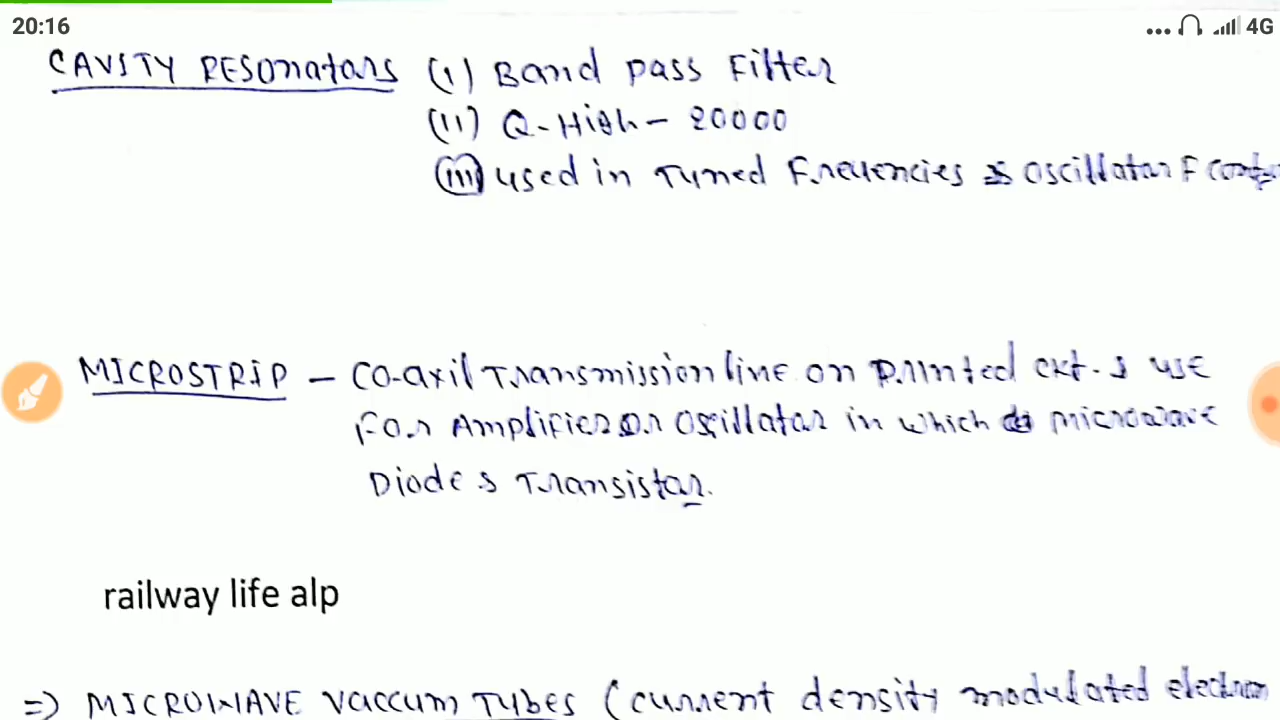 20:16
... 4G
CAVITY RESonators (i) Band pass Filter
(ii) Q-High - 20000
(iii) used in Tuned Frequencies & oscillator F
MICROSTRIP - CO-axil Transmission line on printed ckt. & use
For Amplifier or oscillator in which microwave
Diode & Transistor.
railway life alp
=) MICROWAVE vaccum TUBES (current density modulated electron